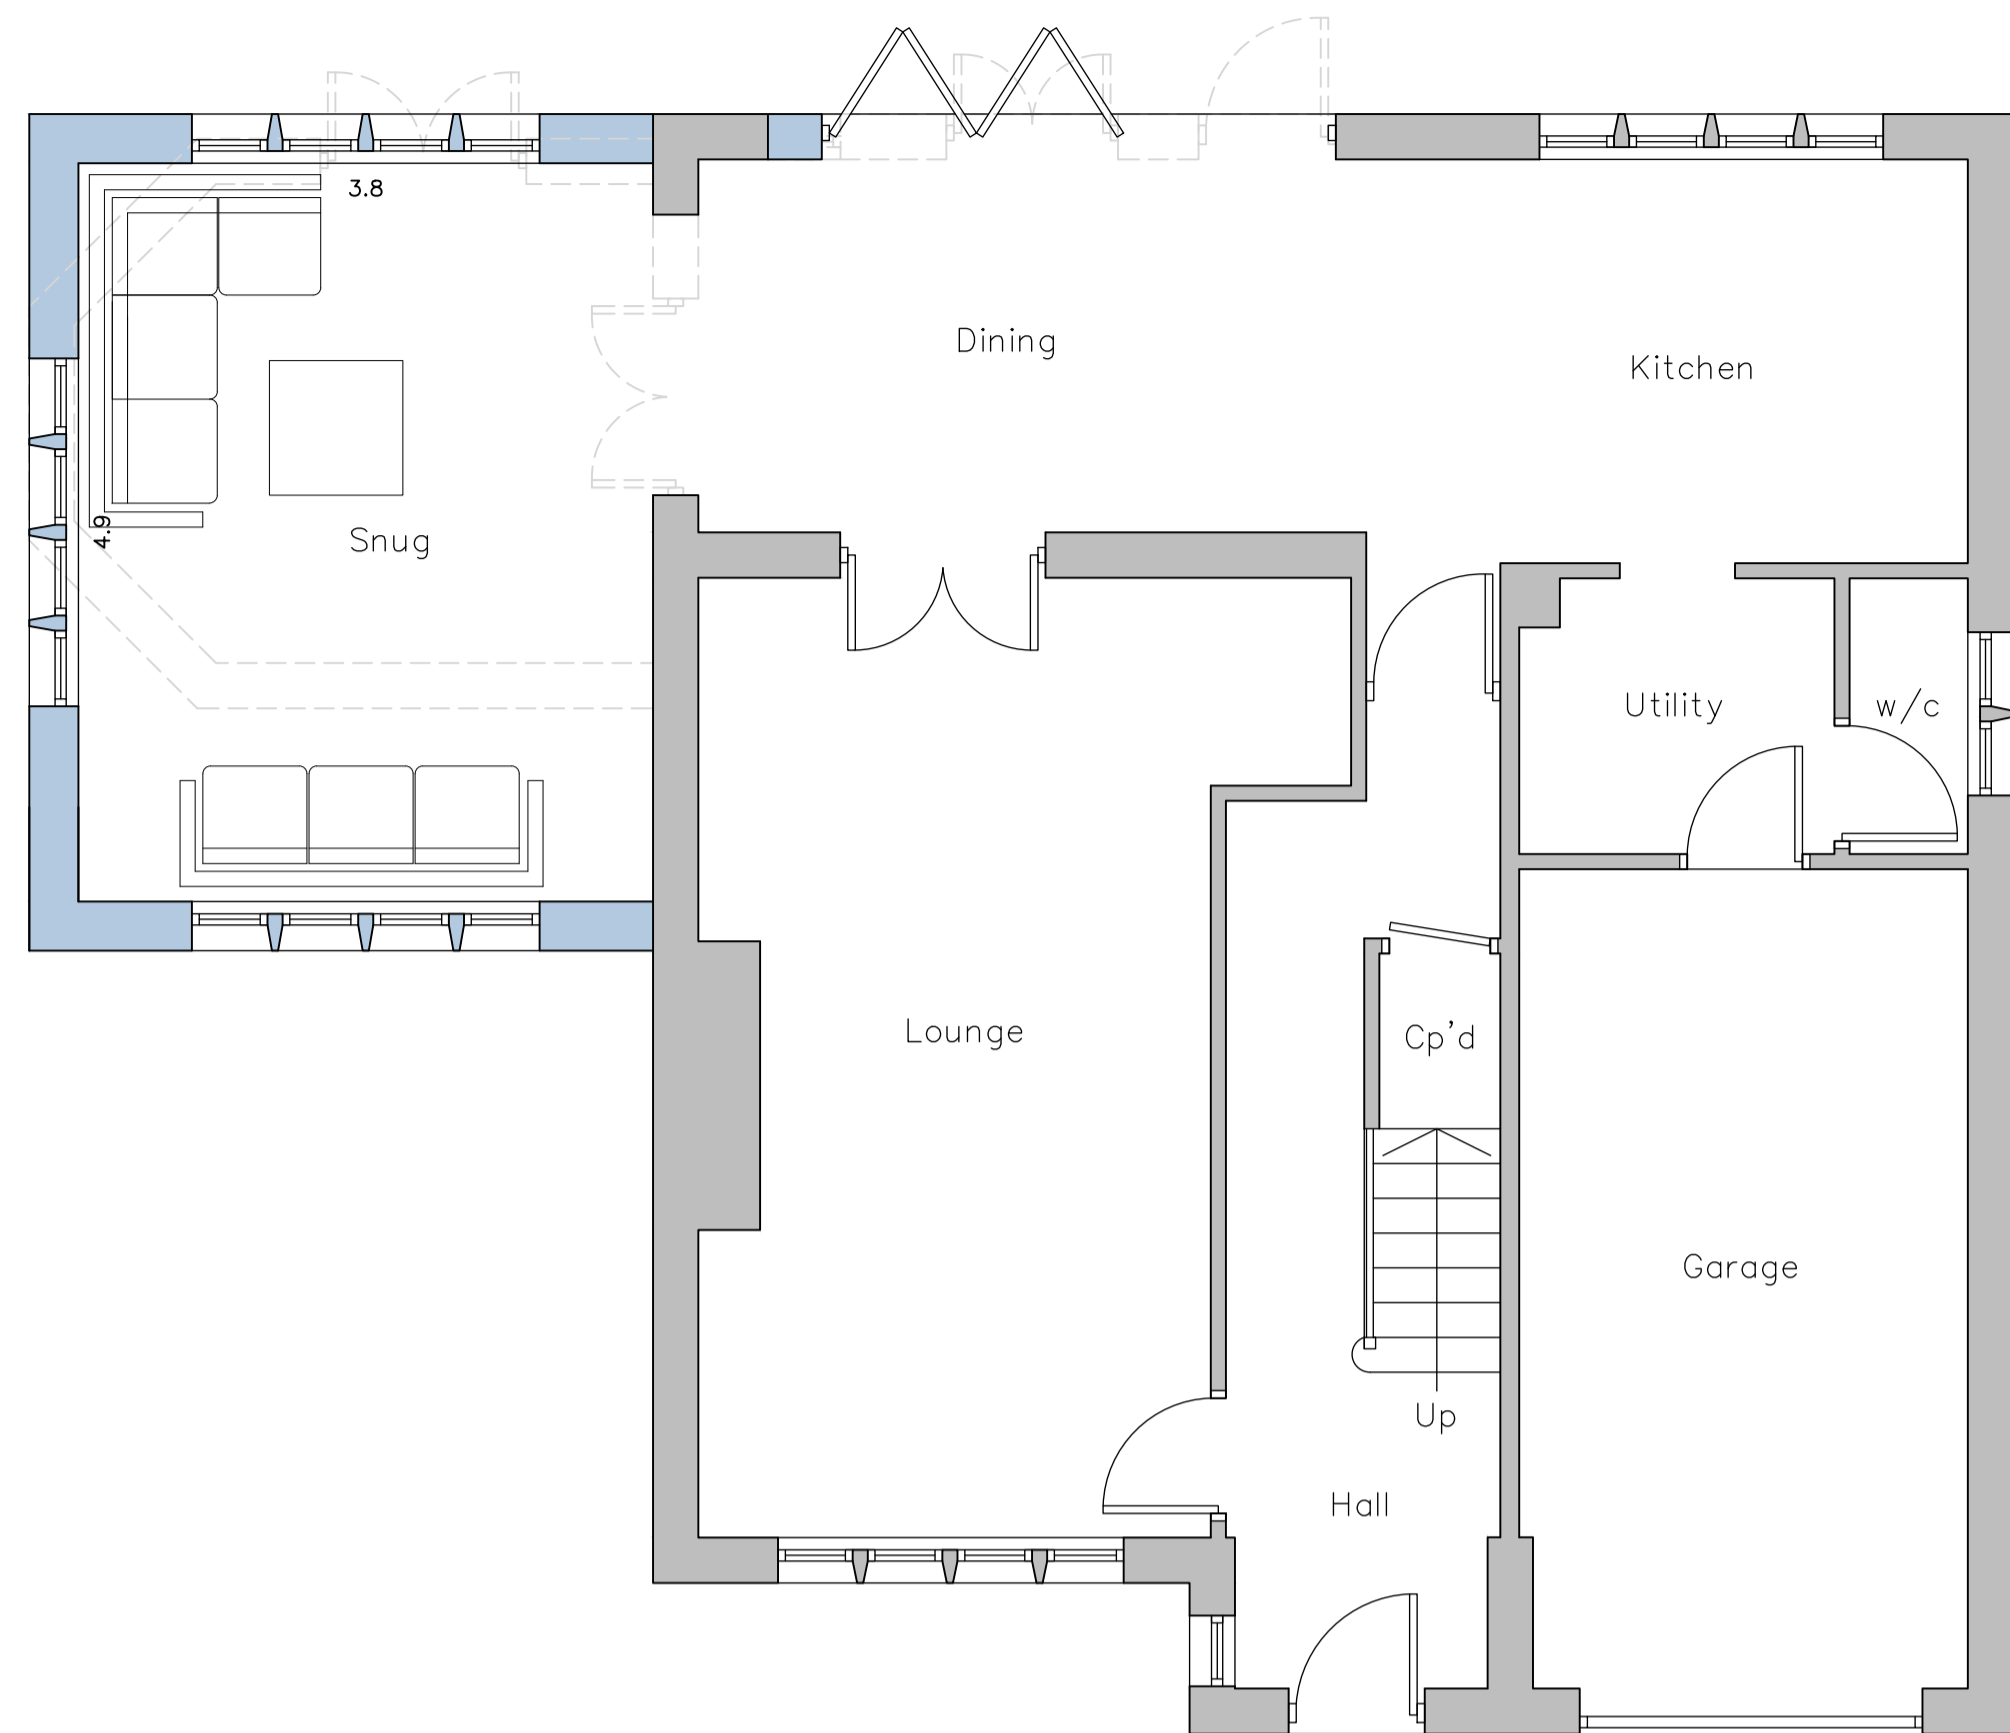 3.8
Dining
Kitchen
4.9
Snug
Utility
w/c
Lounge
Cp'd
Garage
Up
Hall